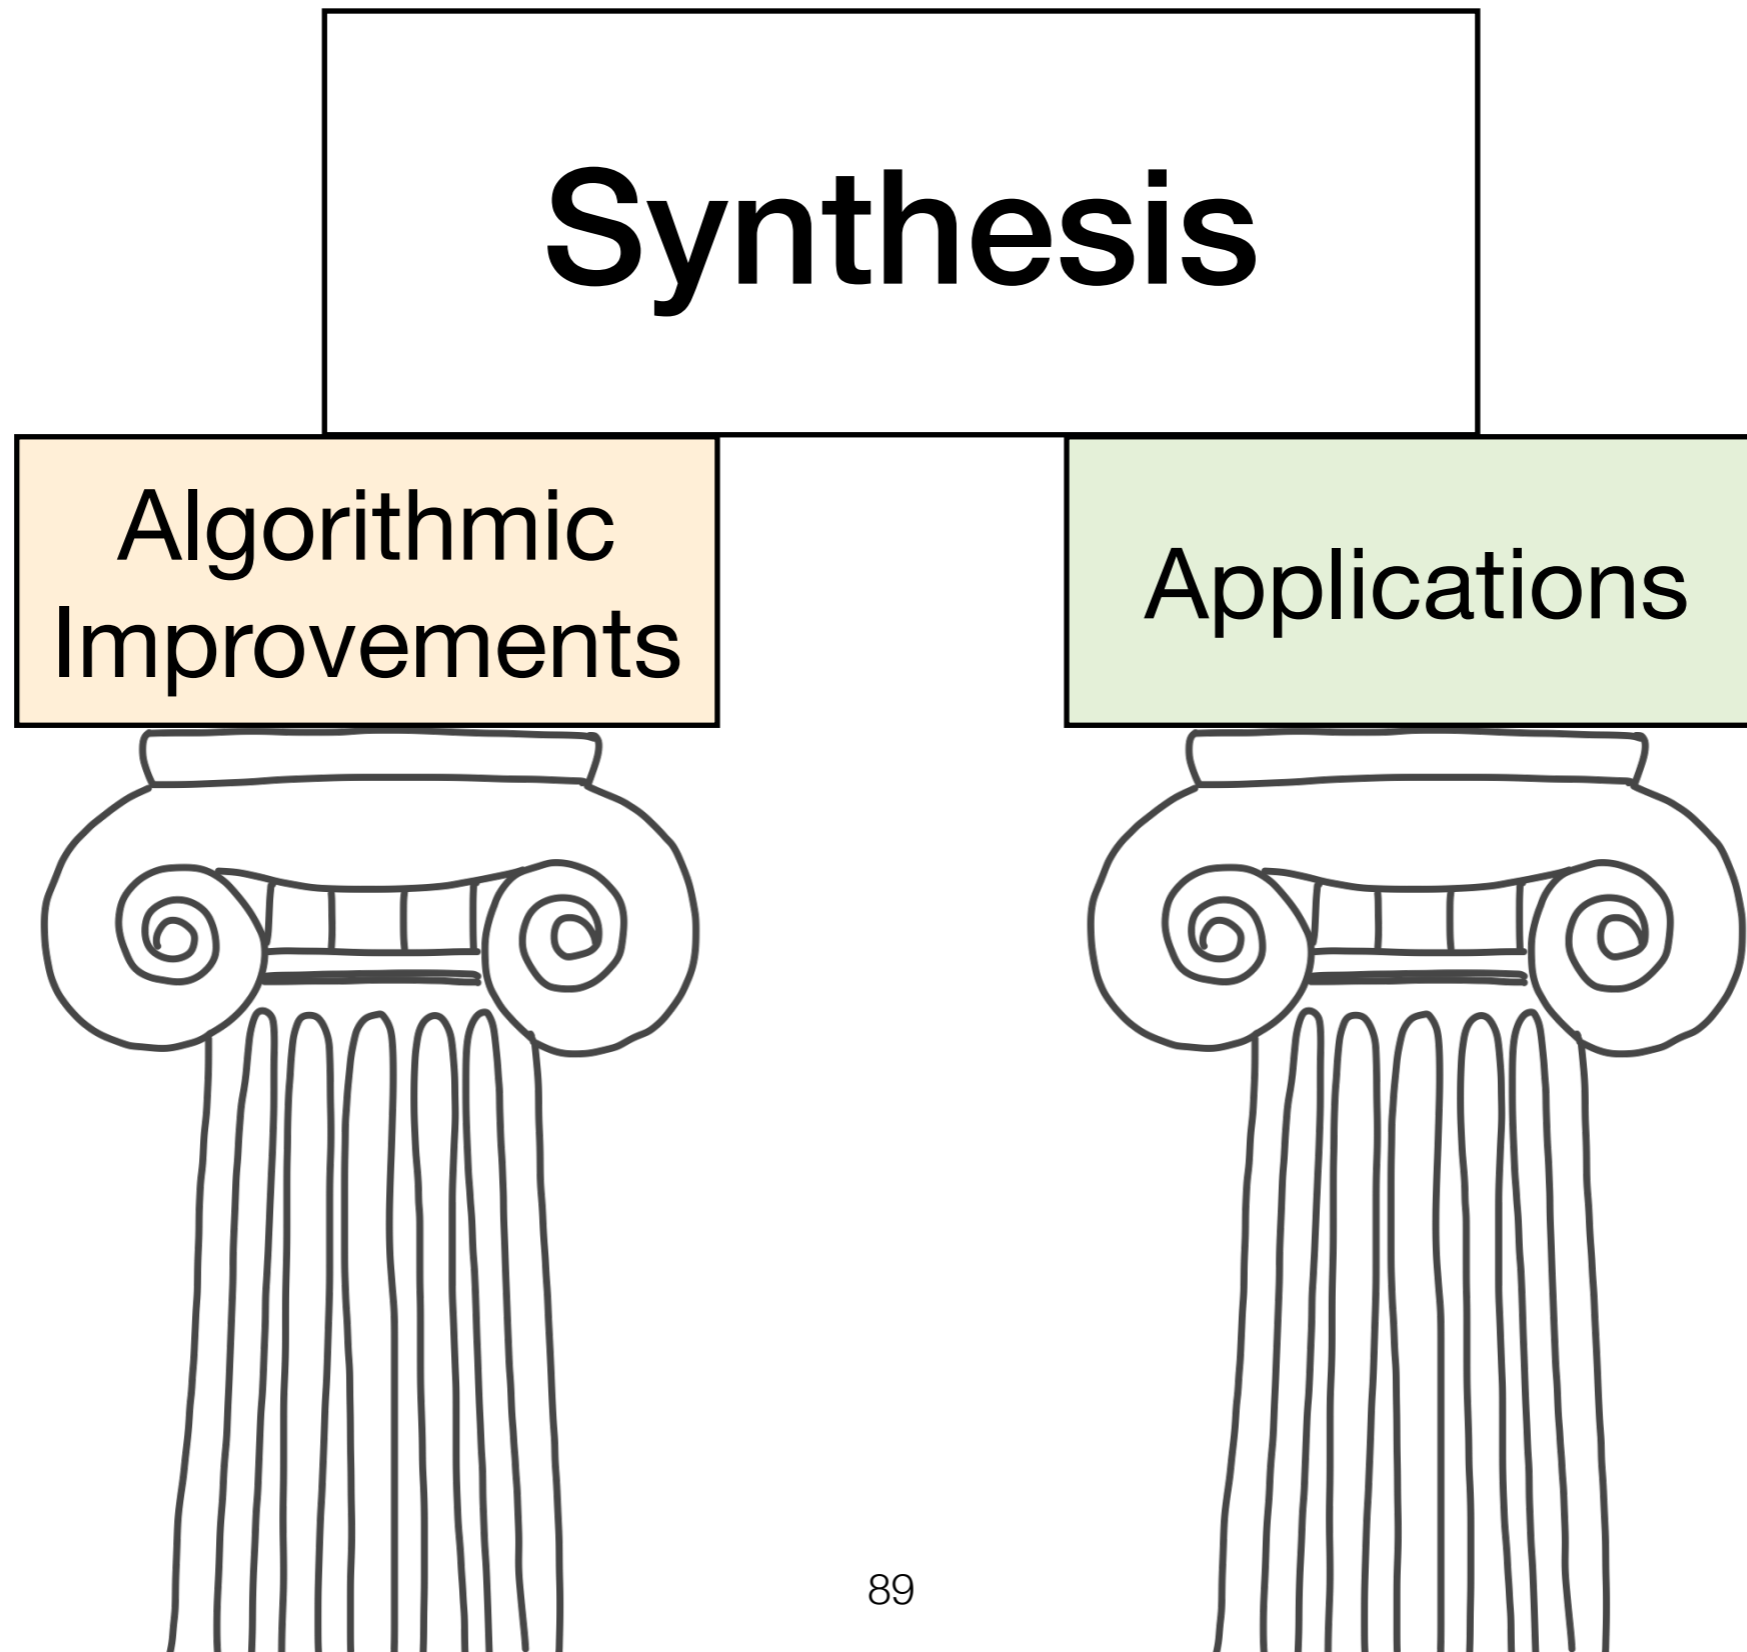 Synthesis
Algorithmic
Improvements
Applications
89